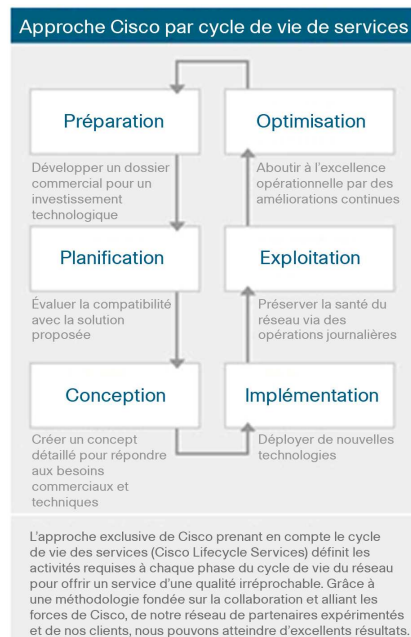 Approche Cisco par cycle de vie de services
Préparation
Développer un dossier
commercial pour un
investissement
technologique
Planification
Évaluer la compatibilité
avec la solution
proposée
Conception
Créer un concept
détaillé pour répondre
aux besoins
commerciaux et
techniques
Implémentation
Déployer de nouvelles
technologies
Exploitation
Préserver la santé du
réseau via des
opérations journalières
Optimisation
Aboutir à l'excellence
opérationnelle par des
améliorations continues
L'approche exclusive de Cisco prenant en compte le cycle
de vie des services (Cisco Lifecycle Services) définit les
activités requises à chaque phase du cycle de vie du réseau
pour offrir un service d'une qualité irréprochable. Grâce à
une méthodologie fondée sur la collaboration et alliant les
forces de Cisco, de notre réseau de partenaires expérimentés
et de nos clients, nous pouvons atteindre d'excellents résultats.